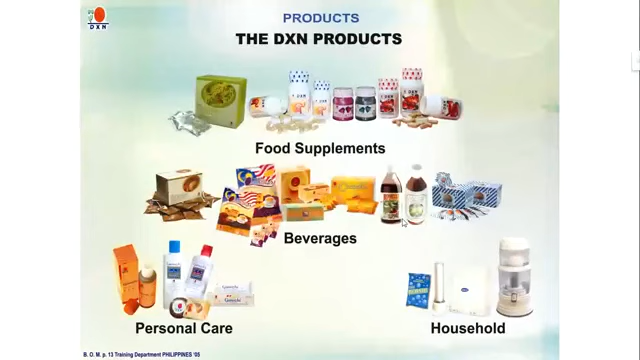 DXN
PRODUCTS
THE DXN PRODUCTS
Food Supplements
Beverages
Personal Care
Household
B. O. M. p. 13 Training Department PHILIPPINES '05